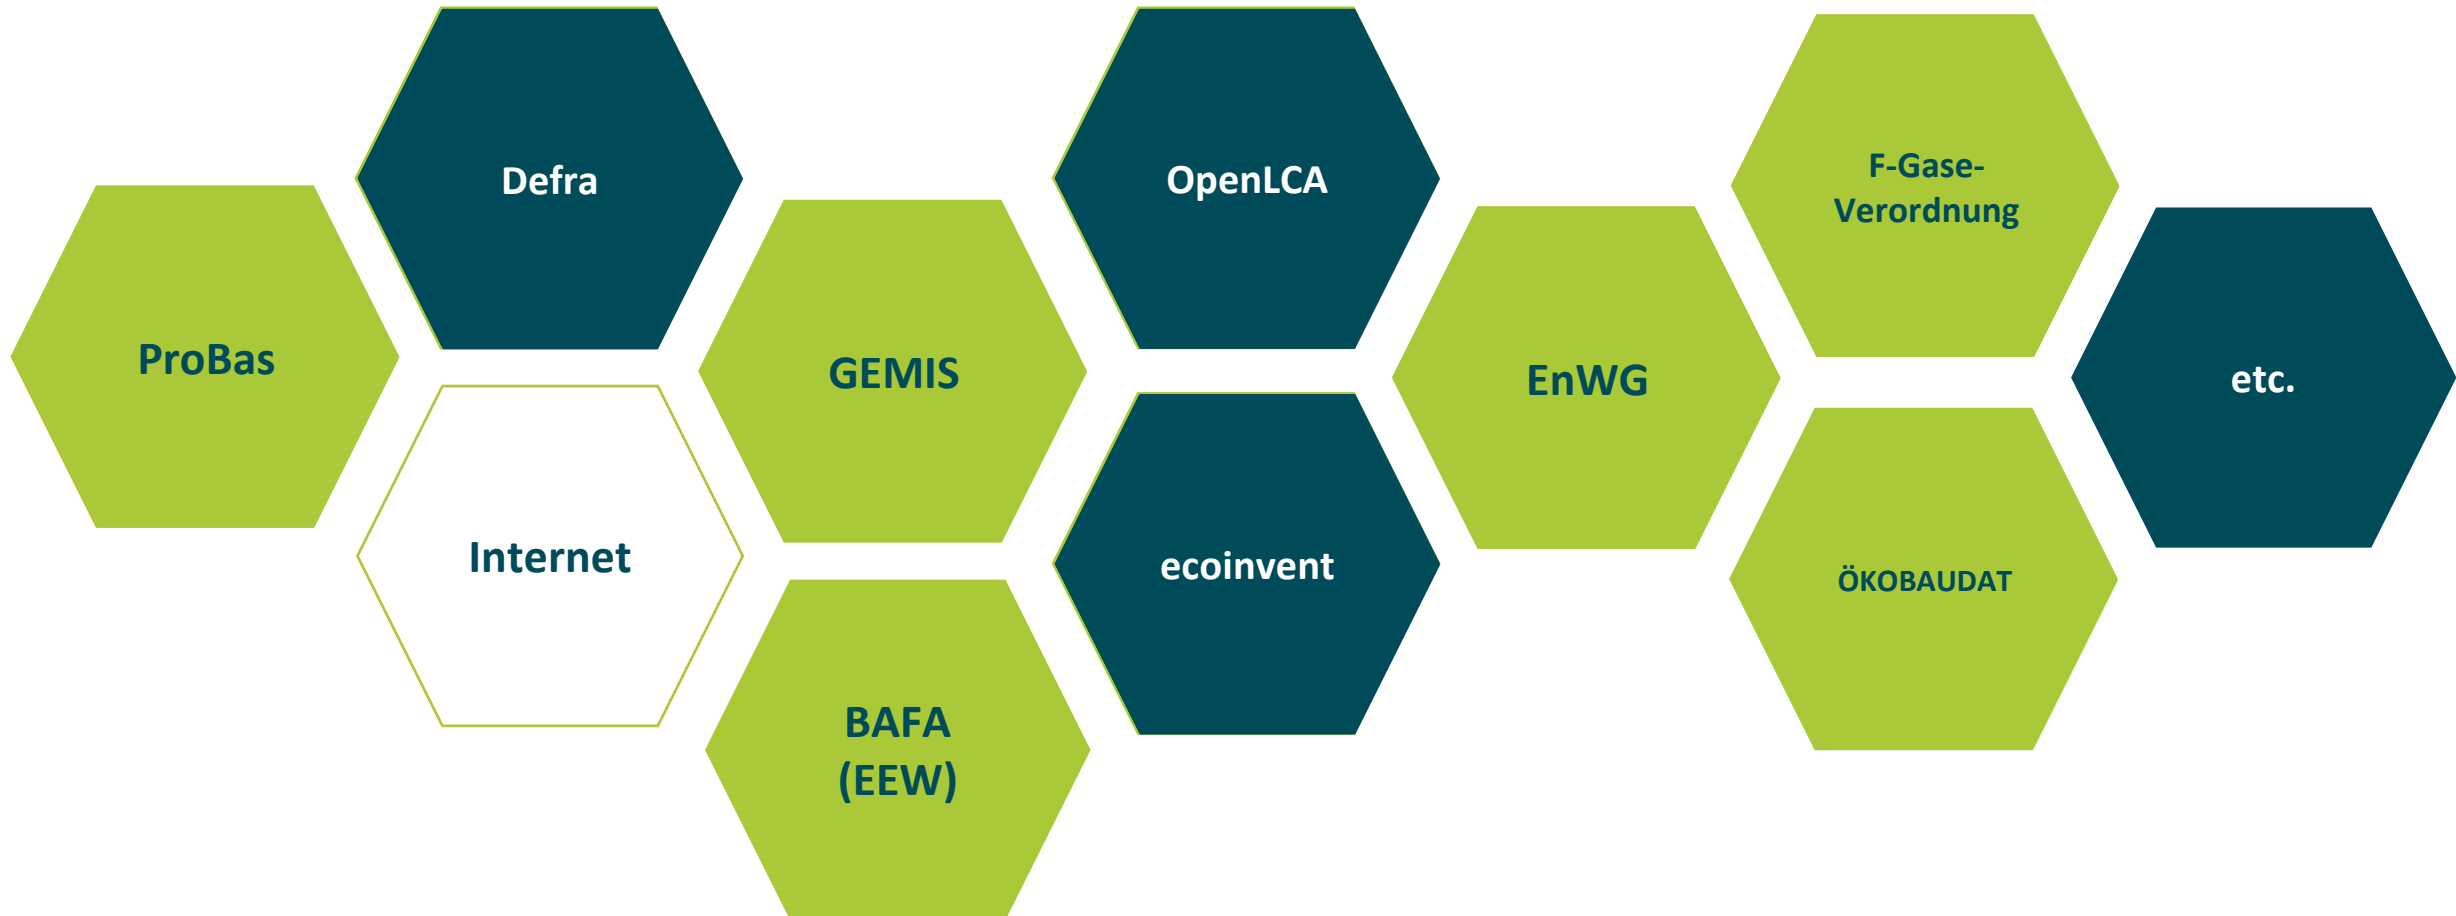 Defra
OpenLCA
F-Gase-
Verordnung
ProBas
GEMIS
EnWG
etc.
Internet
ecoinvent
ÖKOBAUDAT
BAFA
(EEW)